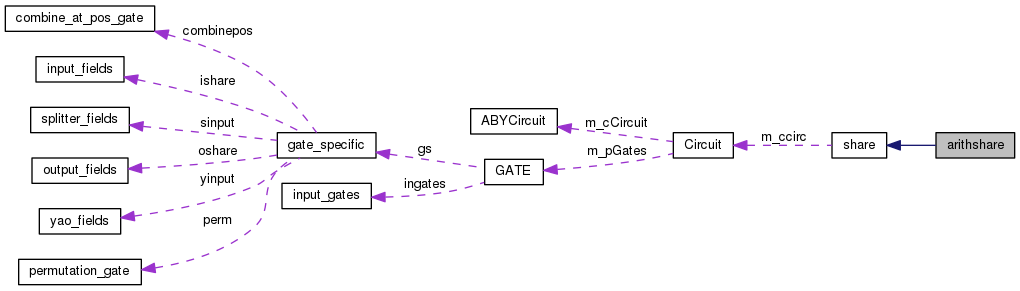 combine_at_pos_gate
combinepos
input_fields
ishare
splitter_fields
sinput
ABYCircuit
m_cCircuit
m_ccirc
gate_specific
gs
Circuit
share
arithshare
oshare
m_pGates
output_fields
GATE
yinput
ingates
input_gates
yao_fields
perm
permutation_gate